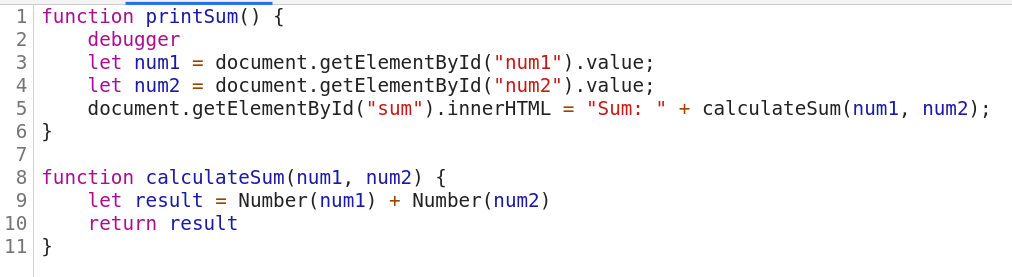 1 function printSum() {
2     debugger
3     let num1 = document.getElementById("num1").value;
4     let num2 = document.getElementById("num2").value;
5     document.getElementById("sum").innerHTML = "Sum: " + calculateSum(num1, num2);
6 }
7
8 function calculateSum(num1, num2) {
9     let result = Number(num1) + Number(num2)
10     return result
11 }